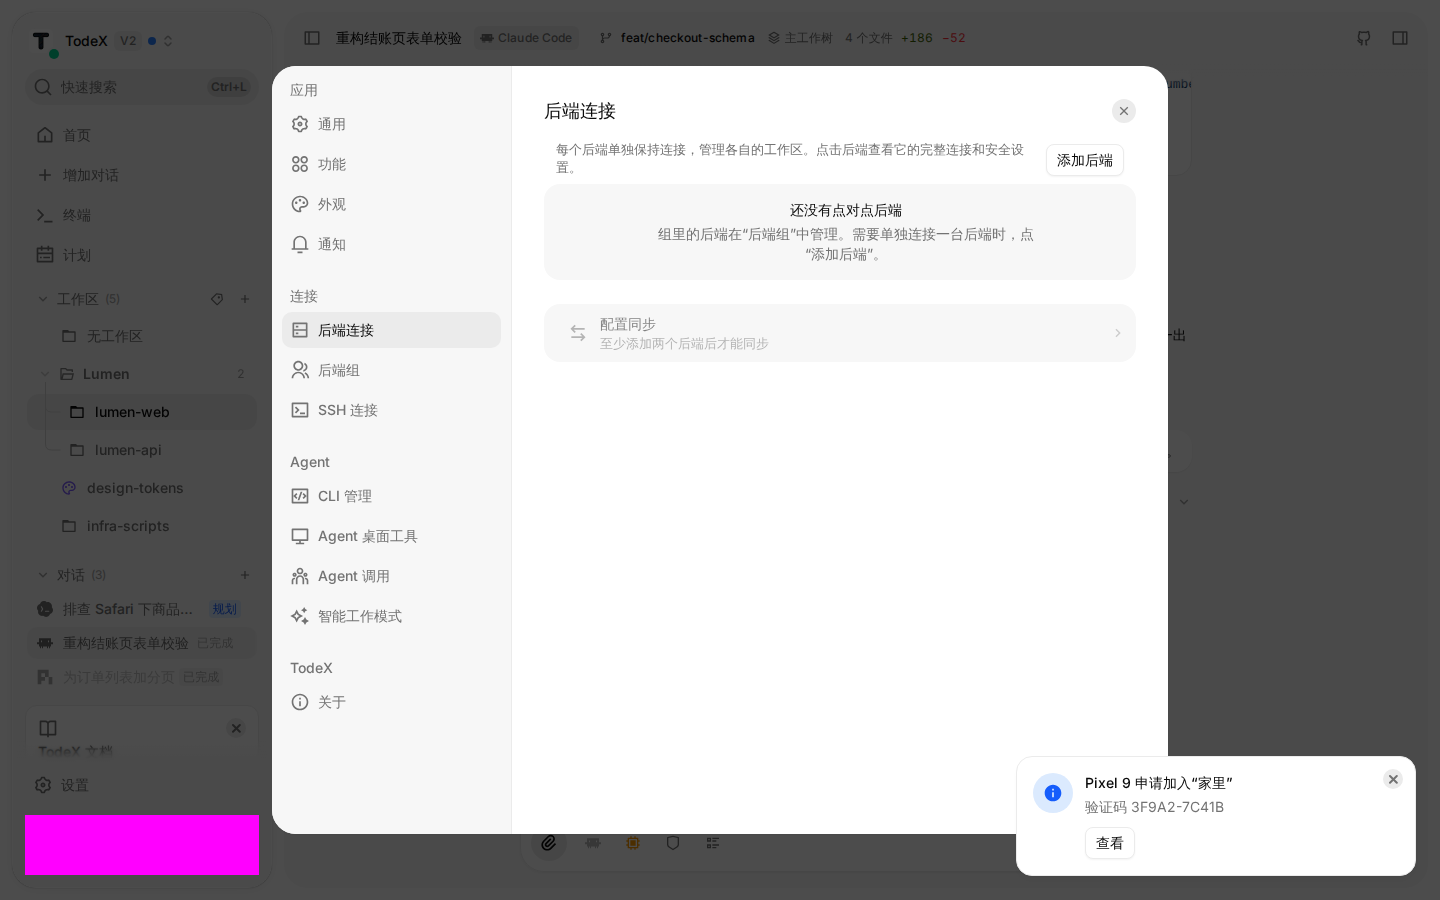 TodeX V2
快速搜索 Ctrl+L
首页
增加对话
终端
计划
工作区 (5)
无工作区
Lumen 2
lumen-web
lumen-api
design-tokens
infra-scripts
对话 (3)
排查 Safari 下商品... 规划
重构结账页表单校验 已完成
为订单列表加分页 已完成
TodeX 文档
设置
重构结账页表单校验 Claude Code feat/checkout-schema 主工作树 4 个文件 +186 −52
应用
通用
功能
外观
通知
连接
后端连接
后端组
SSH 连接
Agent
CLI 管理
Agent 桌面工具
Agent 调用
智能工作模式
TodeX
关于
后端连接
每个后端单独保持连接，管理各自的工作区。点击后端查看它的完整连接和安全设
置。
添加后端
还没有点对点后端
组里的后端在“后端组”中管理。需要单独连接一台后端时，点
“添加后端”。
配置同步
至少添加两个后端后才能同步
出
Pixel 9 申请加入“家里”
验证码 3F9A2-7C41B
查看